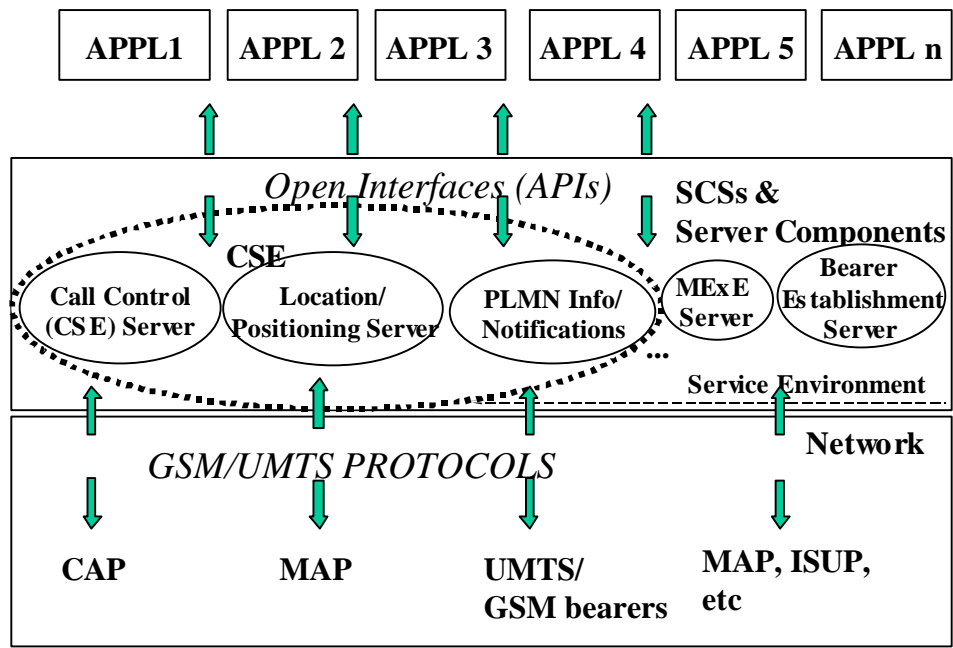 APPL1 APPL 2 APPL 3 APPL 4 APPL 5 APPL n
Open Interfaces (APIs)
SCSs &
Server Components
CSE
Call Control
(CSE) Server
Location/
Positioning Server
PLMN Info/
Notifications
MExE
Server
Bearer
Establishment
Server
...
Service Environment
Network
GSM/UMTS PROTOCOLS
CAP
MAP
UMTS/
GSM bearers
MAP, ISUP,
etc